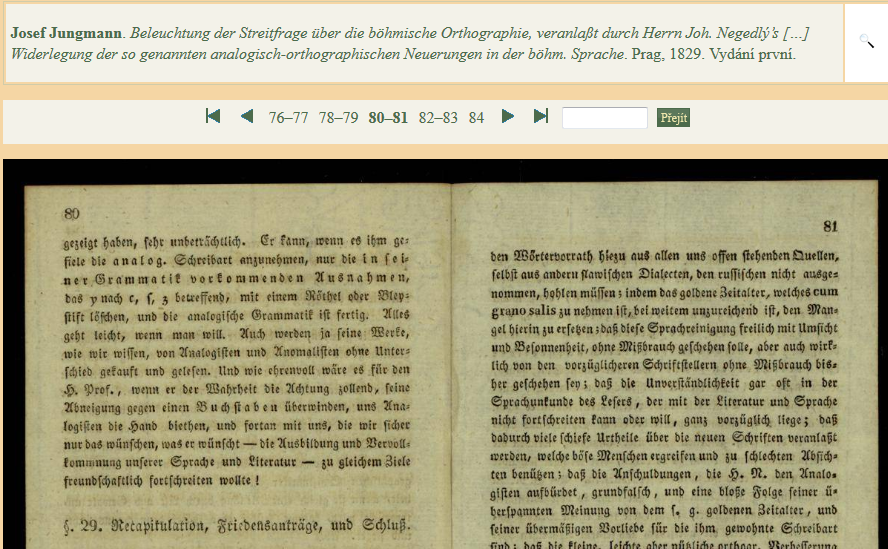 Josef Jungmann. Beleuchtung der Streitfrage über die böhmische Orthographie, veranlaßt durch Herrn Joh. Negedlý's […]
Widerlegung der so genannten analogisch-orthographischen Neuerungen in der böhm. Sprache. Prag, 1829. Vydání první.
76–77 78–79 80–81 82–83 84 Přejít
80
gezeigt haben, sehr unbeträchtlich. Er kann, wenn es ihm ge-
fiele die analog. Schreibart anzunehmen, nur die in sei-
ner Grammatik vorkommenden Ausnahmen,
das y nach c, s, z betreffend, mit einem Röthel oder Bley-
stift löschen, und die analogische Grammatik ist fertig. Alles
geht leicht, wenn man will. Auch werden ja seine Werke,
wie wir wissen, von Analogisten und Anomalisten ohne Unter-
schied gekauft und gelesen. Und wie ehrenvoll wäre es für den
H. Prof., wenn er der Wahrheit die Achtung zollend, seine
Abneigung gegen einen Buchstaben überwinden, uns Ana-
logisten die Hand biethen, und fortan mit uns, die wir sicher
nur das wünschen, was er wünscht — die Ausbildung und Vervoll-
kommnung unserer Sprache und Literatur — zu gleichem Ziele
freundschaftlich fortschreiten wollte!
§. 29. Recapitulation, Friedensanträge, und Schluß.
81
den Wörtervorrath hiezu aus allen uns offen stehenden Quellen,
selbst aus andern slawischen Dialecten, den russischen nicht ausge-
nommen, hohlen müssen; indem das goldene Zeitalter, welches cum
grano salis zu nehmen ist, bei weitem unzureichend ist, den Man-
gel hierin zu ersetzen; daß diese Sprachreinigung freilich mit Umsicht
und Besonnenheit, ohne Mißbrauch geschehen solle, aber auch wirk-
lich von den vorzüglicheren Schriftstellern ohne Mißbrauch bis-
her geschehen sey; daß die Unverständlichkeit gar oft in der
Sprachunkunde des Lesers, der mit der Literatur und Sprache
nicht fortschreiten kann oder will, ganz vorzüglich liege; daß
dadurch viele schiefe Urtheile über die neuen Schriften veranlaßt
werden, welche böse Menschen ergreifen und zu schlechten Absich-
ten benützen; daß die Anschuldungen, die H. N. den Analo-
gisten aufbürdet, grundfalsch, und eine bloße Folge seiner ü-
berspannten Meinung von dem s. g. goldenen Zeitalter, und
seiner übermäßigen Vorliebe für die ihm gewohnte Schreibart
sind; daß die kleine, leichte aber nützliche orthogr. Verbesserung